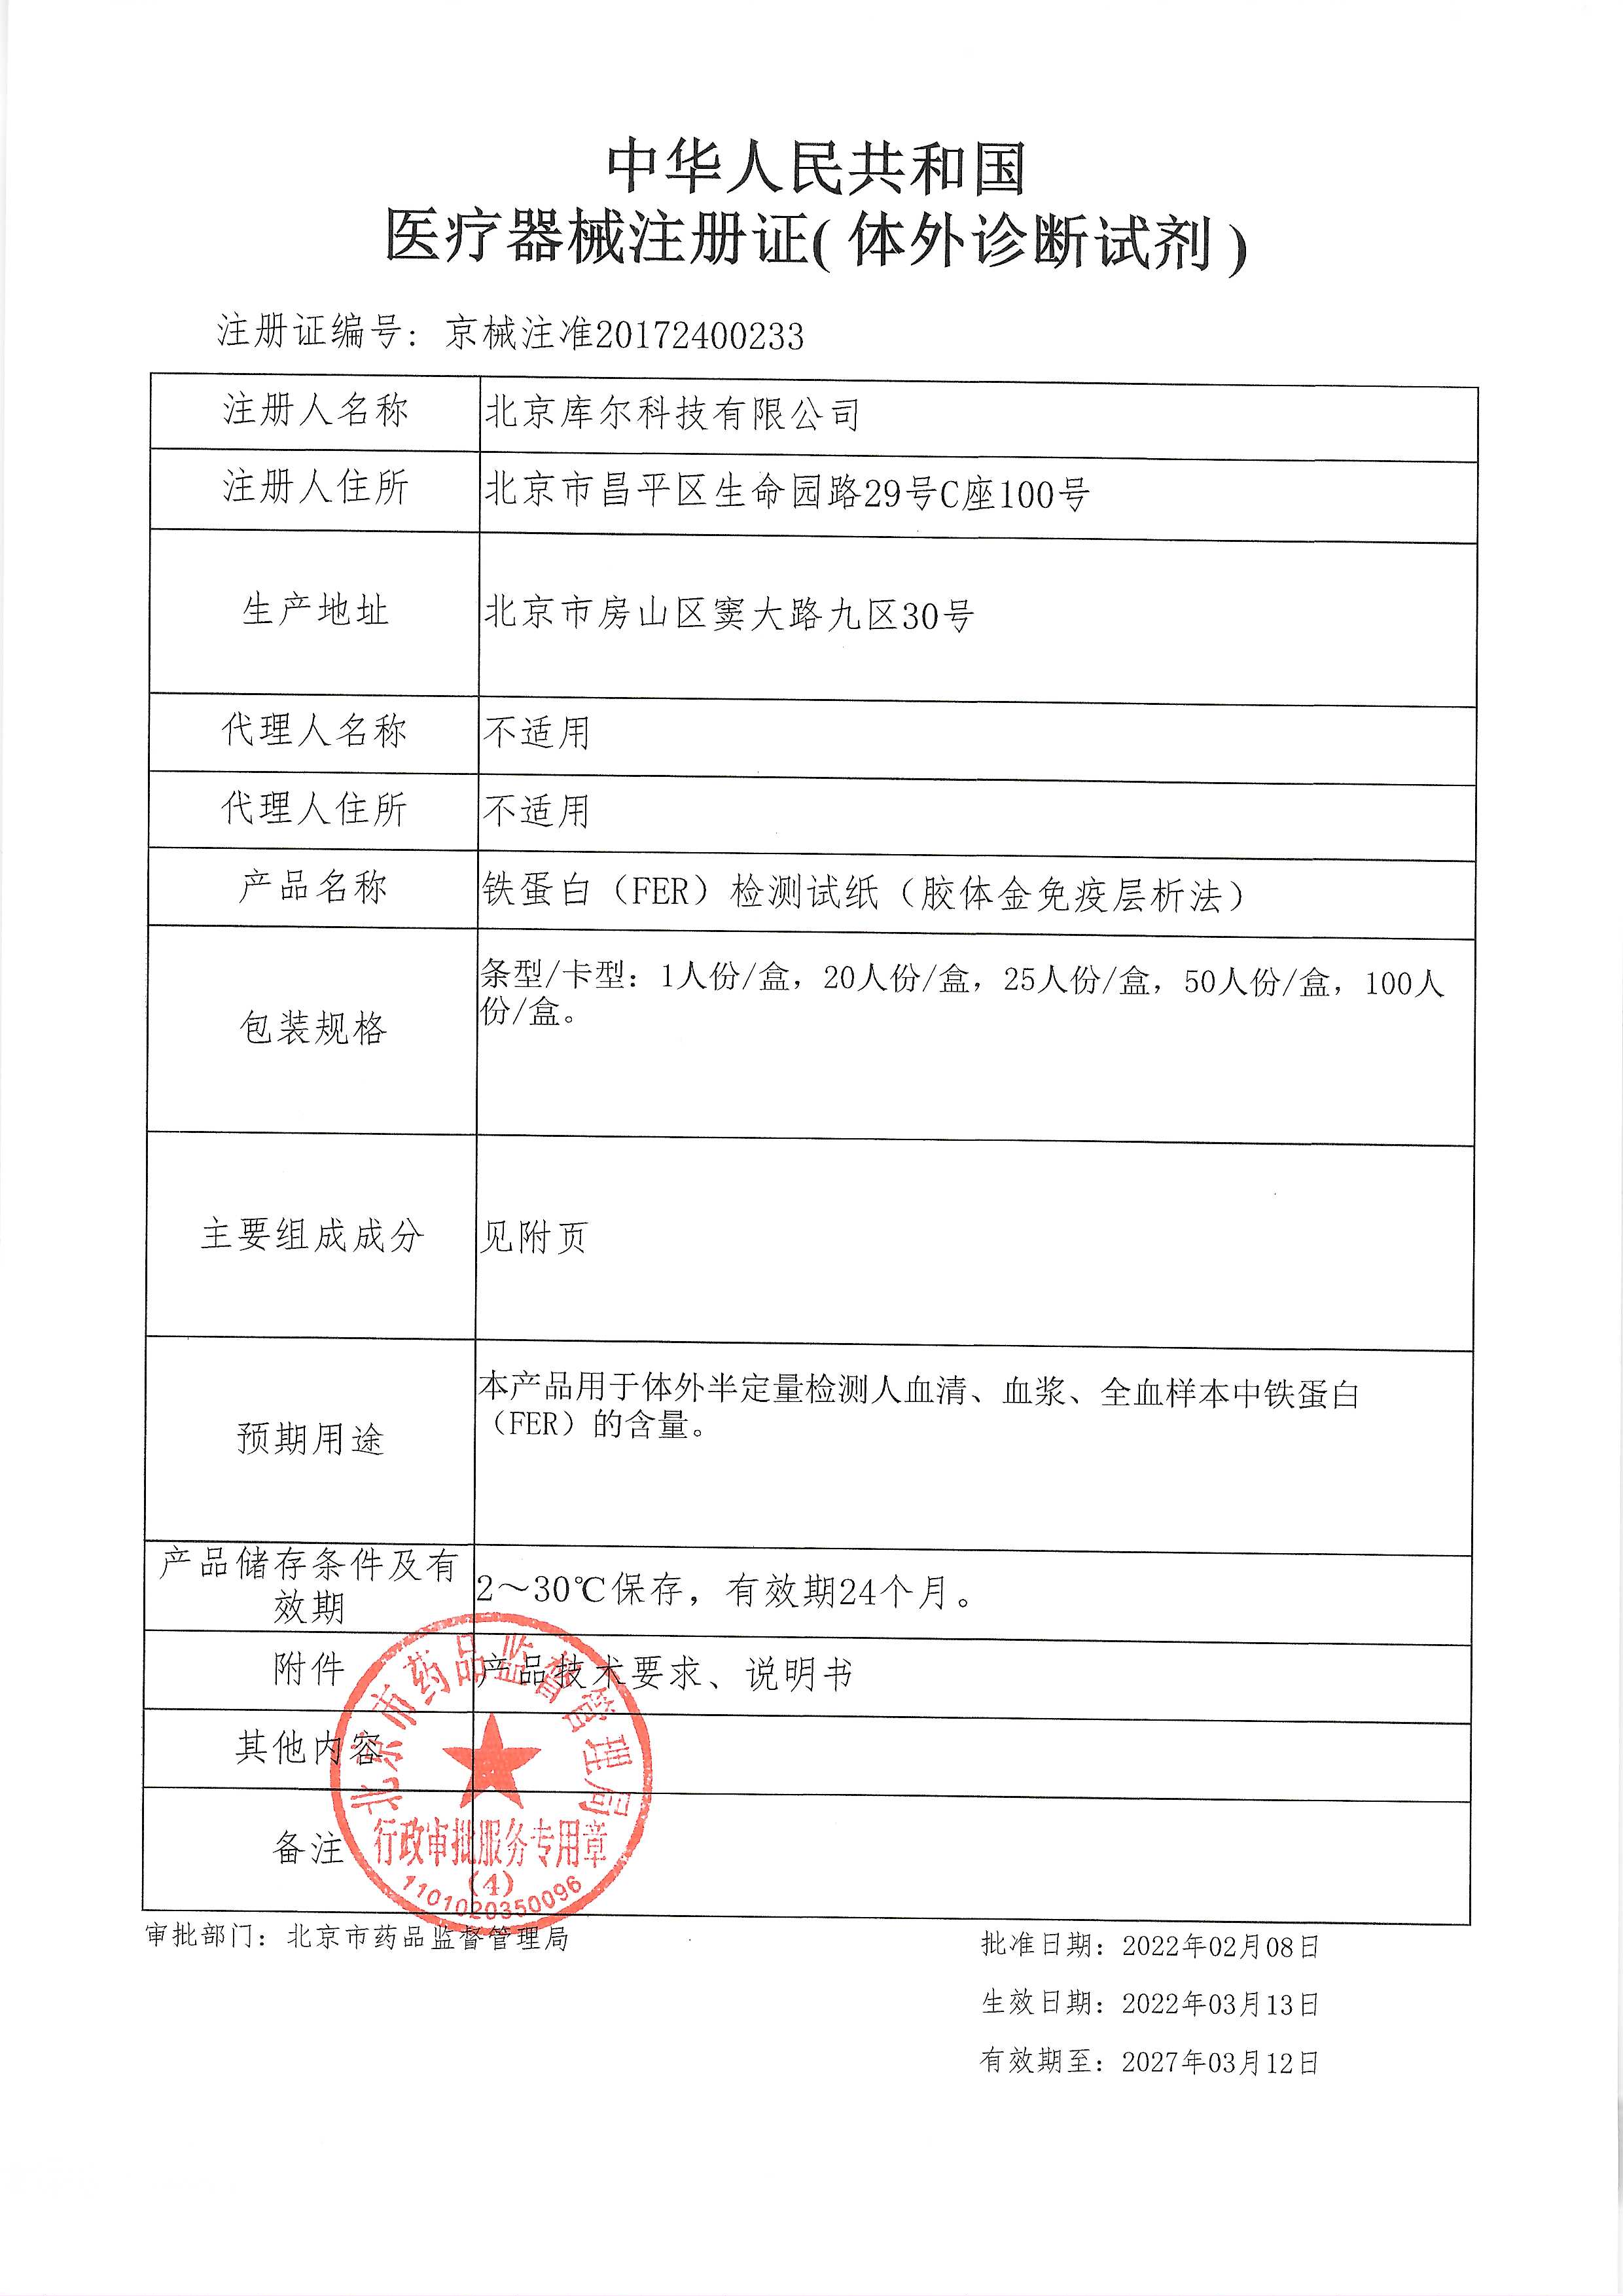 中华人民共和国
医疗器械注册证(体外诊断试剂)
注册证编号：京械注准20172400233
注册人名称 北京库尔科技有限公司
注册人住所 北京市昌平区生命园路29号C座100号
生产地址 北京市房山区窦大路九区30号
代理人名称 不适用
代理人住所 不适用
产品名称 铁蛋白（FER）检测试纸（胶体金免疫层析法）
包装规格
条型/卡型：1人份/盒，20人份/盒，25人份/盒，50人份/盒，100人
份/盒。
主要组成成分 见附页
预期用途
本产品用于体外半定量检测人血清、血浆、全血样本中铁蛋白
（FER）的含量。
产品储存条件及有
效期
2～30℃保存，有效期24个月。
附件 产品技术要求、说明书
其他内容
备注
北京市药品监督管理局
行政审批服务专用章
(4)
1101020350096
审批部门：北京市药品监督管理局
批准日期：2022年02月08日
生效日期：2022年03月13日
有效期至：2027年03月12日